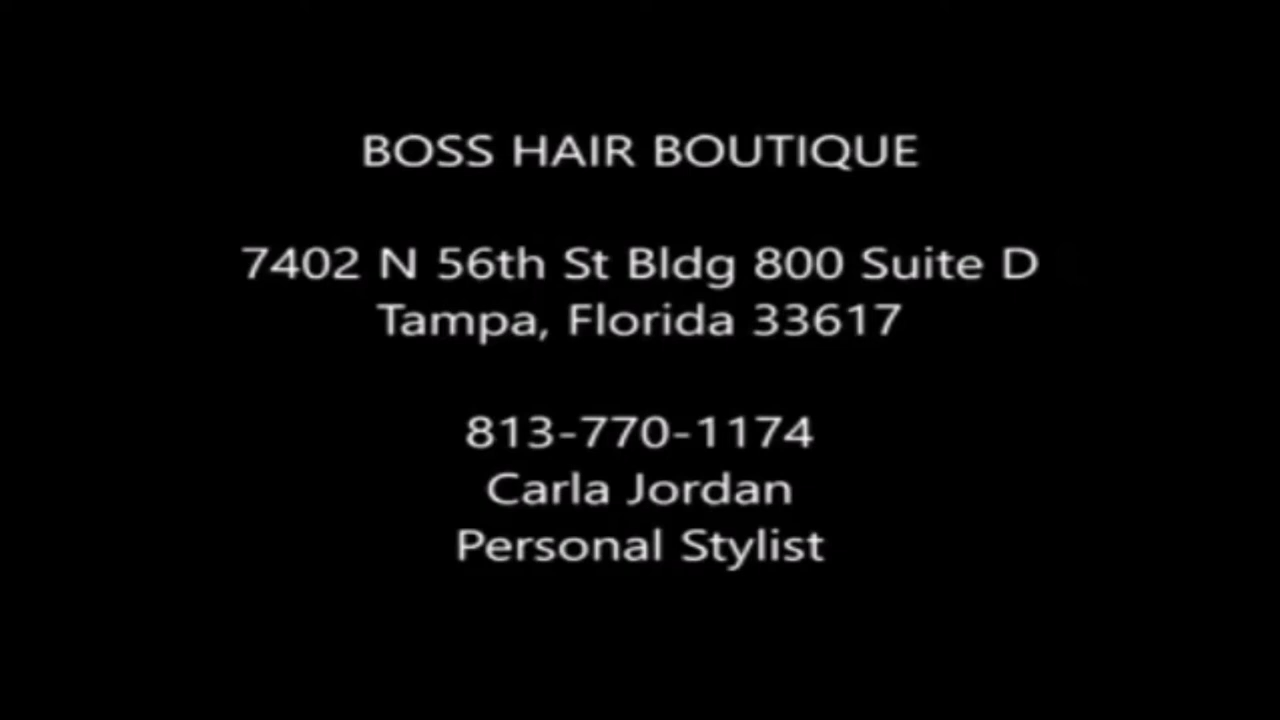 BOSS HAIR BOUTIQUE
7402 N 56th St Bldg 800 Suite D
Tampa, Florida 33617
813-770-1174
Carla Jordan
Personal Stylist